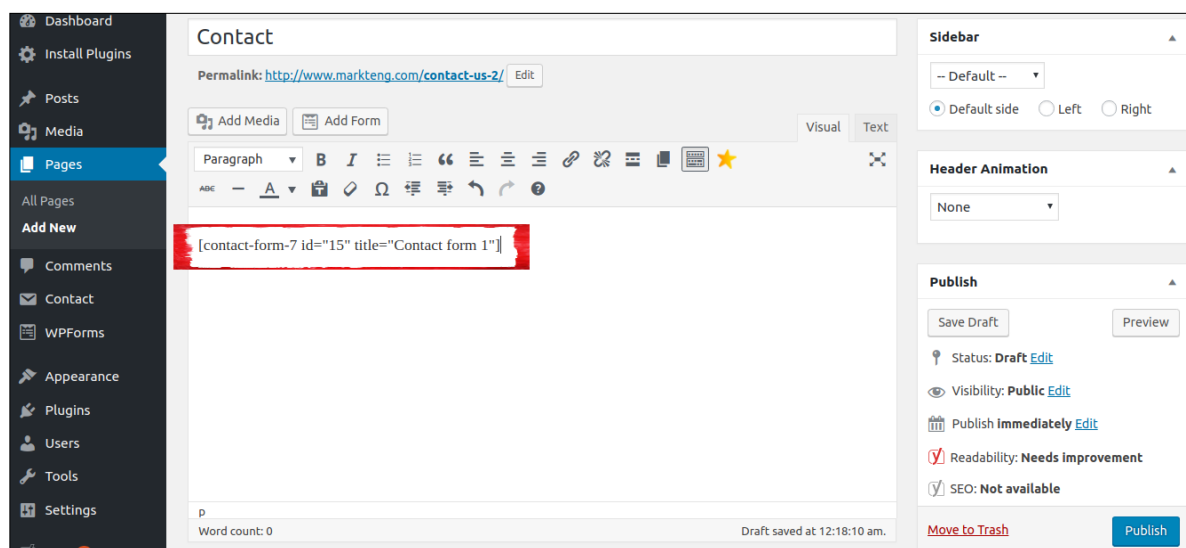 Dashboard
Install Plugins
Posts
Media
Pages
All Pages
Add New
Comments
Contact
WPForms
Appearance
Plugins
Users
Tools
Settings
Contact
Permalink: http://www.markteng.com/contact-us-2/ Edit
Add Media Add Form
Visual Text
Paragraph B I
ABC A Ω
[contact-form-7 id="15" title="Contact form 1"]
p
Word count: 0 Draft saved at 12:18:10 am.
Sidebar
-- Default --
Default side Left Right
Header Animation
None
Publish
Save Draft Preview
Status: Draft Edit
Visibility: Public Edit
Publish immediately Edit
Readability: Needs improvement
SEO: Not available
Move to Trash Publish